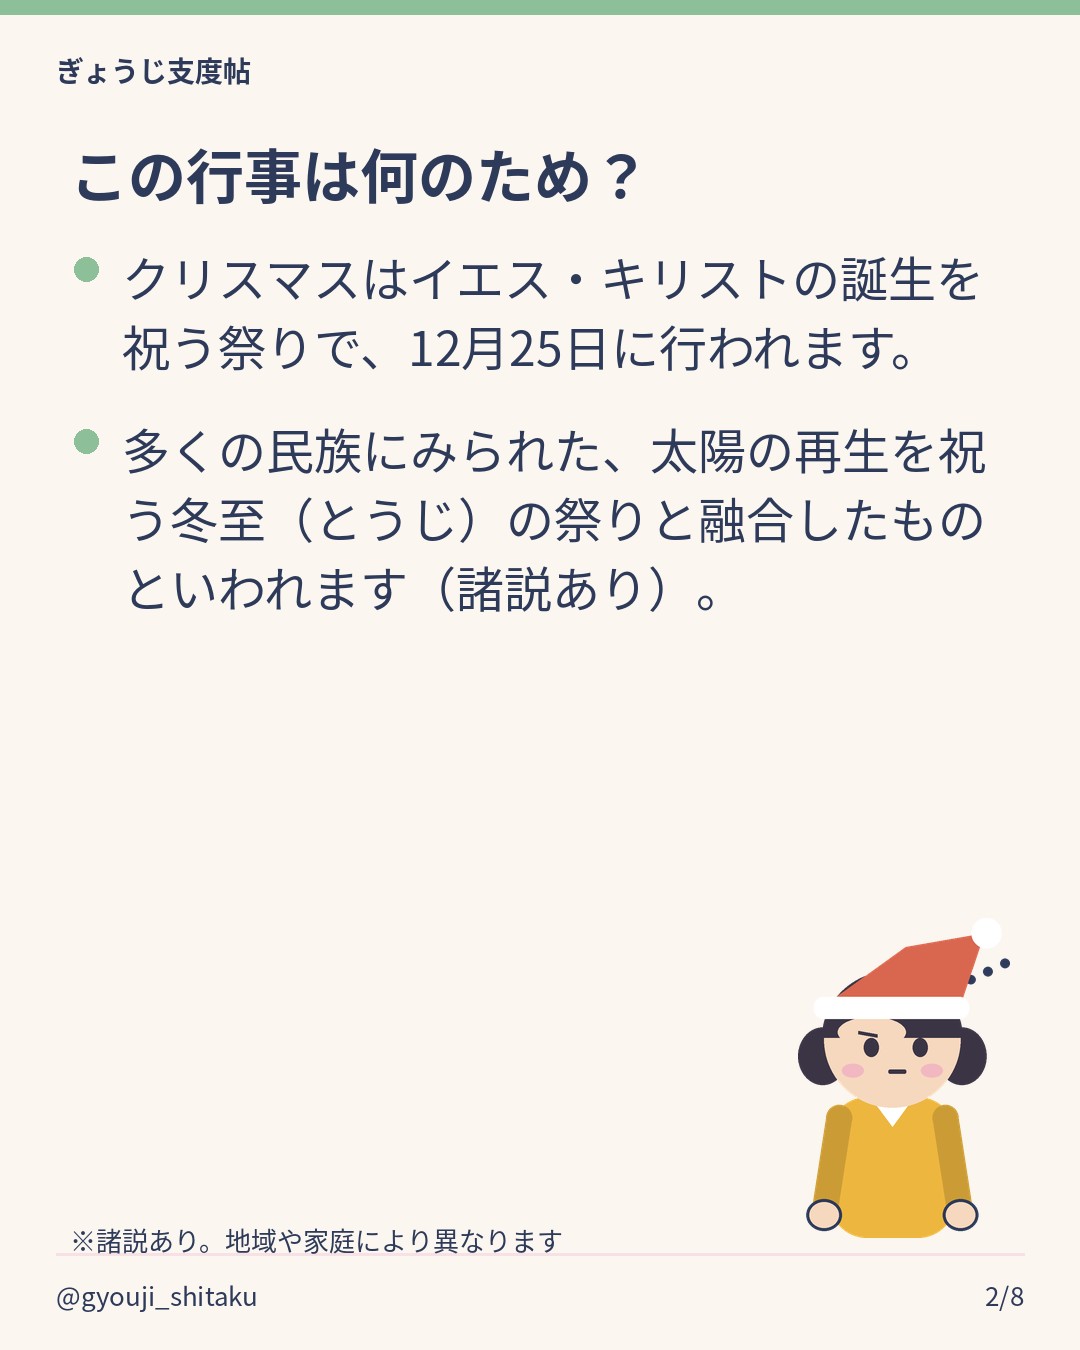 ぎょうじ支度帖
この行事は何のため？
クリスマスはイエス・キリストの誕生を
祝う祭りで、12月25日に行われます。
多くの民族にみられた、太陽の再生を祝
う冬至（とうじ）の祭りと融合したもの
といわれます（諸説あり）。
※諸説あり。地域や家庭により異なります
@gyouji_shitaku
2/8